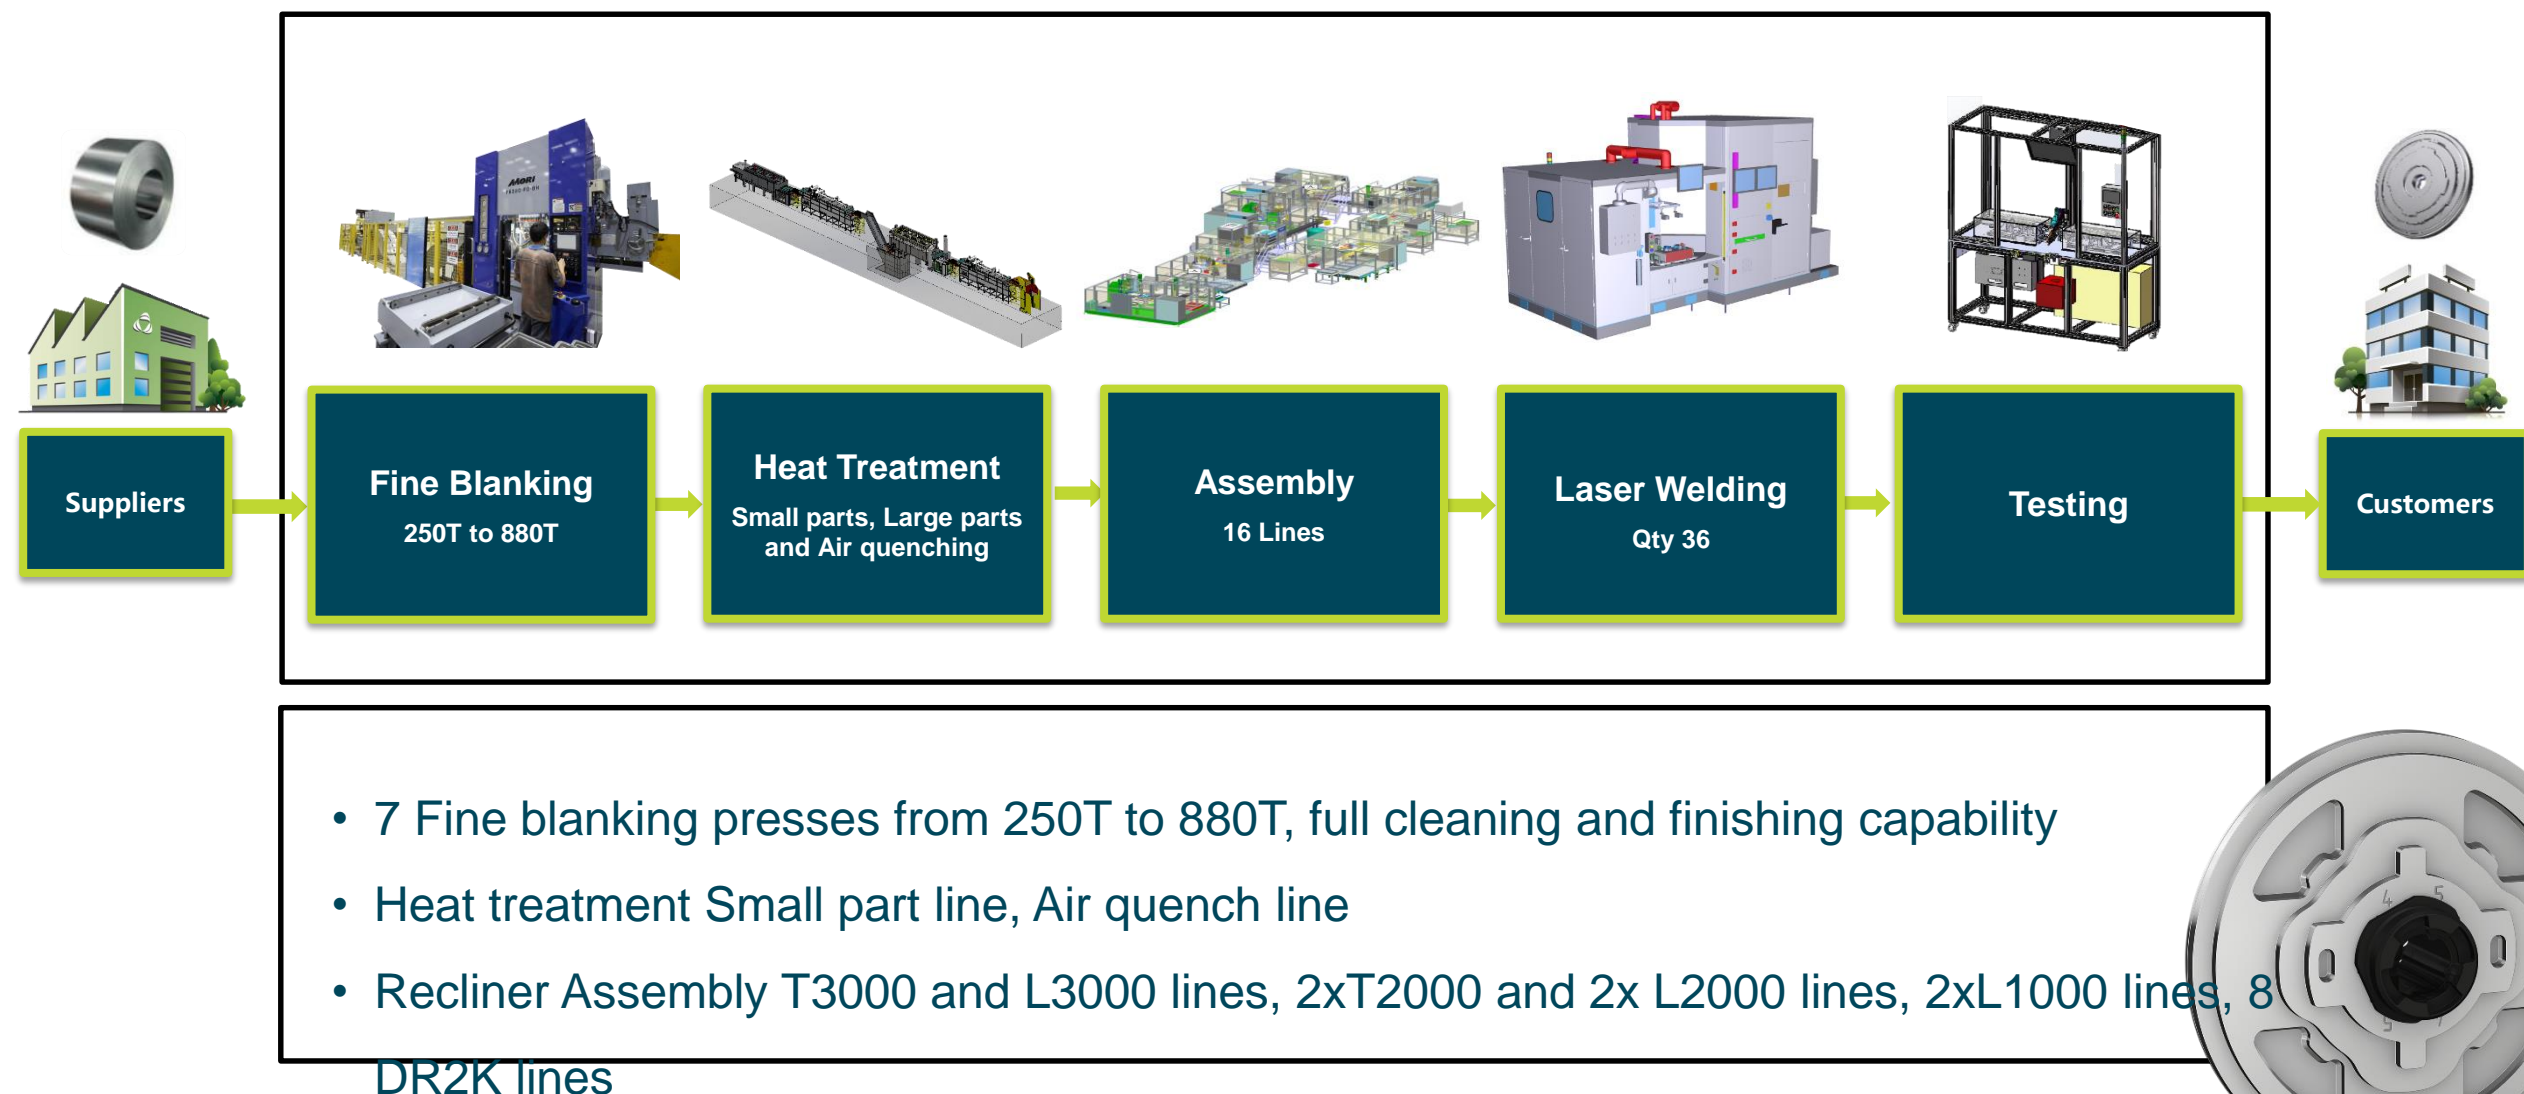 MORI
Suppliers
Fine Blanking
250T to 880T
Heat Treatment
Small parts, Large parts
and Air quenching
Assembly
16 Lines
Laser Welding
Qty 36
Testing
Customers
• 7 Fine blanking presses from 250T to 880T, full cleaning and finishing capability
• Heat treatment Small part line, Air quench line
• Recliner Assembly T3000 and L3000 lines, 2xT2000 and 2x L2000 lines, 2xL1000 lines, 8
DR2K lines
4 5